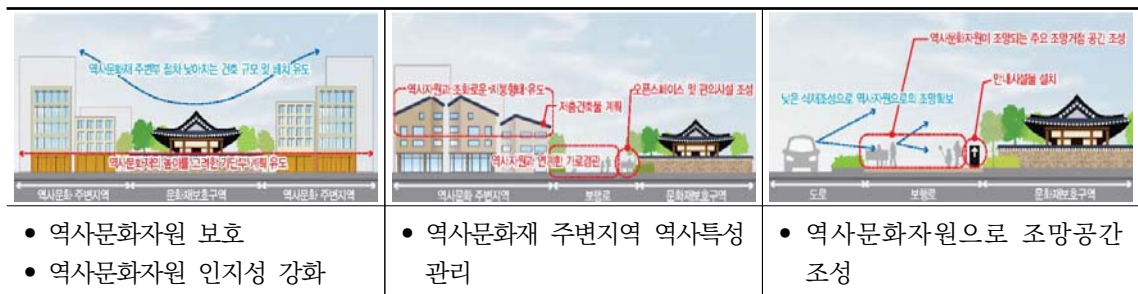 역사문화재 주변부 점차 낮아지는 건축 규모 및 배치 유도
역사문화재의 높이를 고려한 기단부 계획 유도
역사문화 주변지역
문화재보호구역
역사문화 주변지역
역사자원과 조화로운 지붕형태 유도
저층건축물 계획
오픈스페이스 및 편의시설 조성
역사자원과 연계한 가로경관
역사문화 주변지역
보행로
문화재보호구역
역사문화자원이 조망되는 주요 조망거점 공간 조성
안내시설물 설치
낮은 식재조성으로 역사자원으로의 조망확보
도로
보행로
문화재보호구역
• 역사문화자원 보호
• 역사문화자원 인지성 강화
• 역사문화재 주변지역 역사특성
관리
• 역사문화자원으로 조망공간
조성